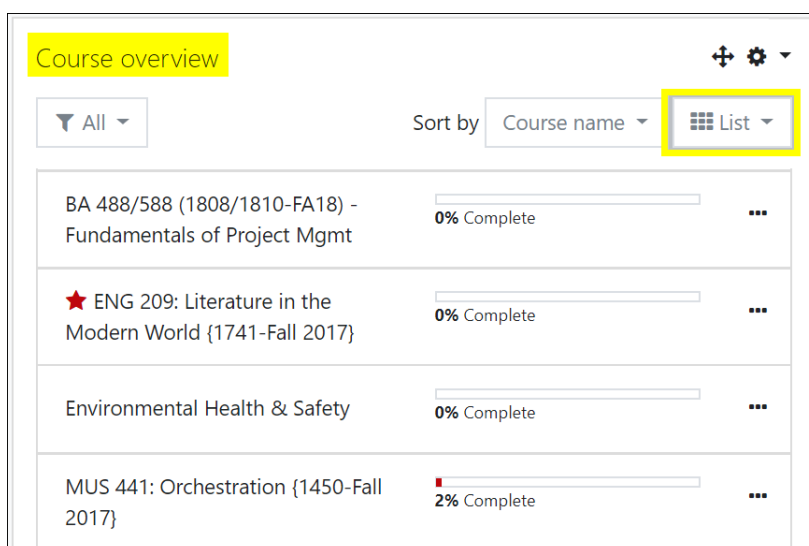 Course overview
All
Sort by
Course name
List
BA 488/588 (1808/1810-FA18) -
Fundamentals of Project Mgmt
0% Complete
ENG 209: Literature in the
Modern World {1741-Fall 2017}
0% Complete
Environmental Health & Safety
0% Complete
MUS 441: Orchestration {1450-Fall
2017}
2% Complete